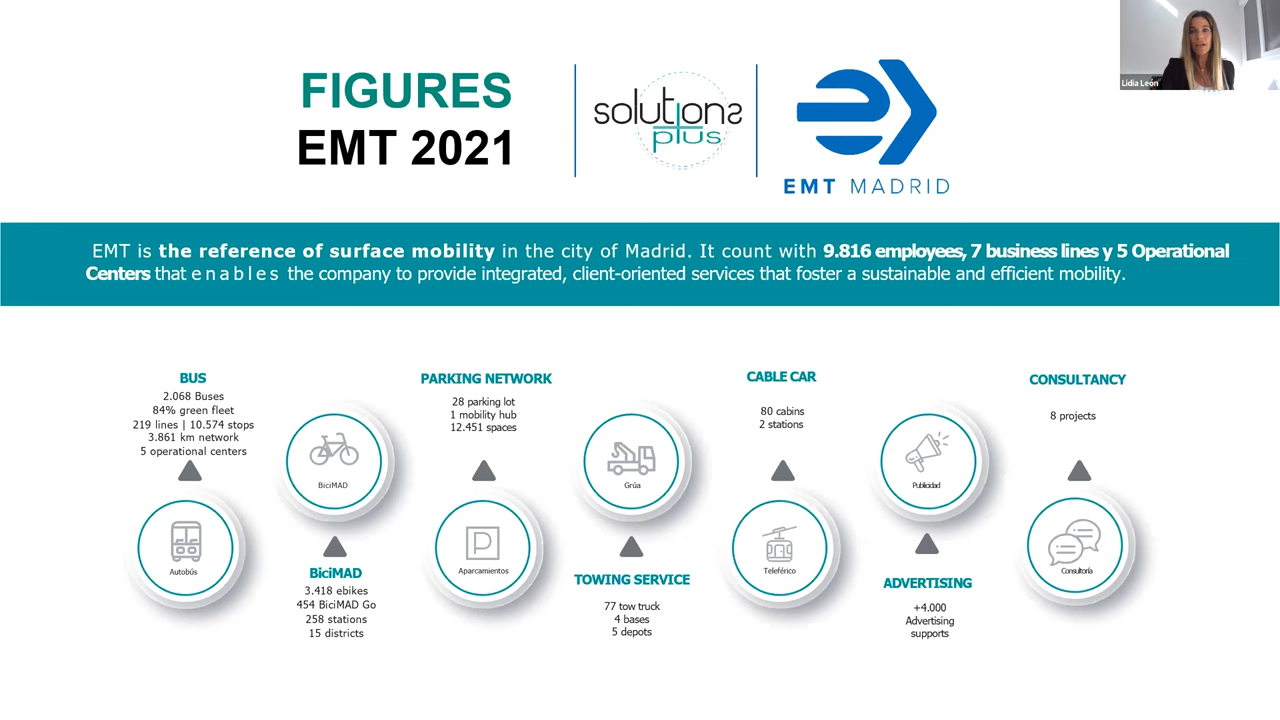 Lidia León
FIGURES
EMT 2021
solutions
plus
EMT MADRID
EMT is the reference of surface mobility in the city of Madrid. It count with 9.816 employees, 7 business lines y 5 Operational
Centers that enables the company to provide integrated, client-oriented services that foster a sustainable and efficient mobility.
BUS
2.068 Buses
84% green fleet
219 lines | 10.574 stops
3.861 km network
5 operational centers
Autobús
BiciMAD
BiciMAD
3.418 ebikes
454 BiciMAD Go
258 stations
15 districts
PARKING NETWORK
28 parking lot
1 mobility hub
12.451 spaces
P
Aparcamientos
Grúa
TOWING SERVICE
77 tow truck
4 bases
5 depots
CABLE CAR
80 cabins
2 stations
Teleférico
Publicidad
ADVERTISING
+4.000
Advertising
supports
CONSULTANCY
8 projects
Consultoría